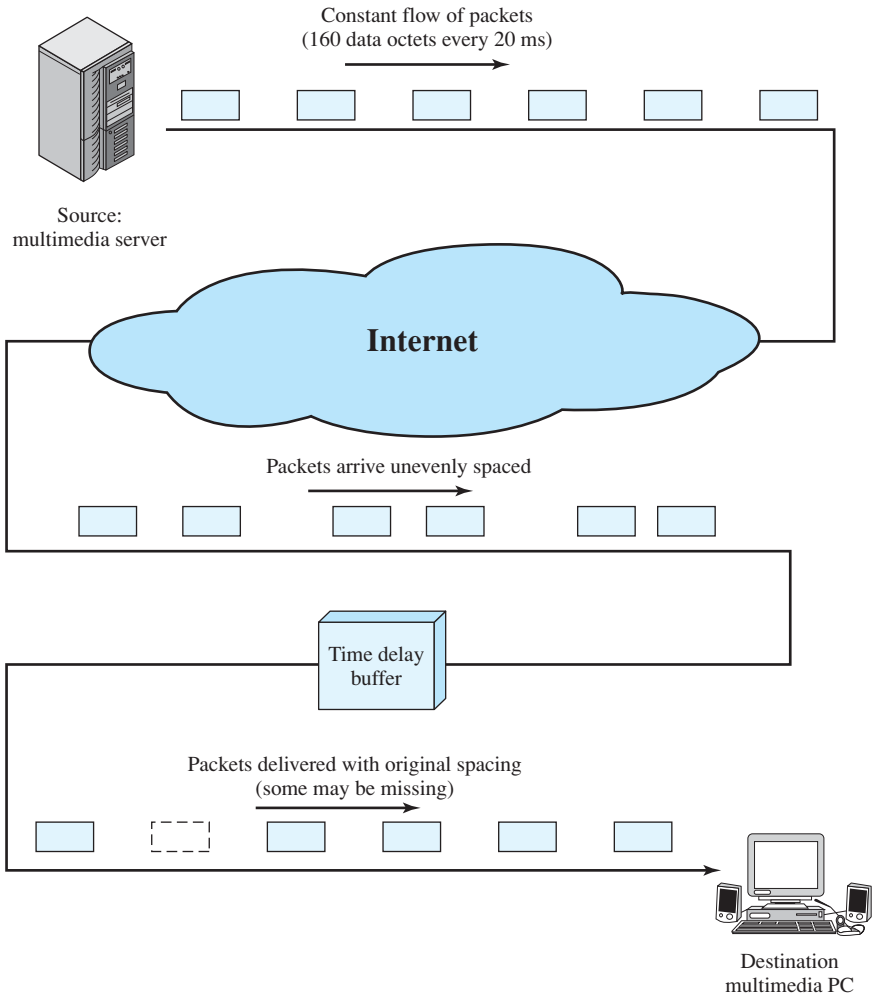 Constant flow of packets
(160 data octets every 20 ms)
Source:
multimedia server
Internet
Packets arrive unevenly spaced
Time delay
buffer
Packets delivered with original spacing
(some may be missing)
Destination
multimedia PC